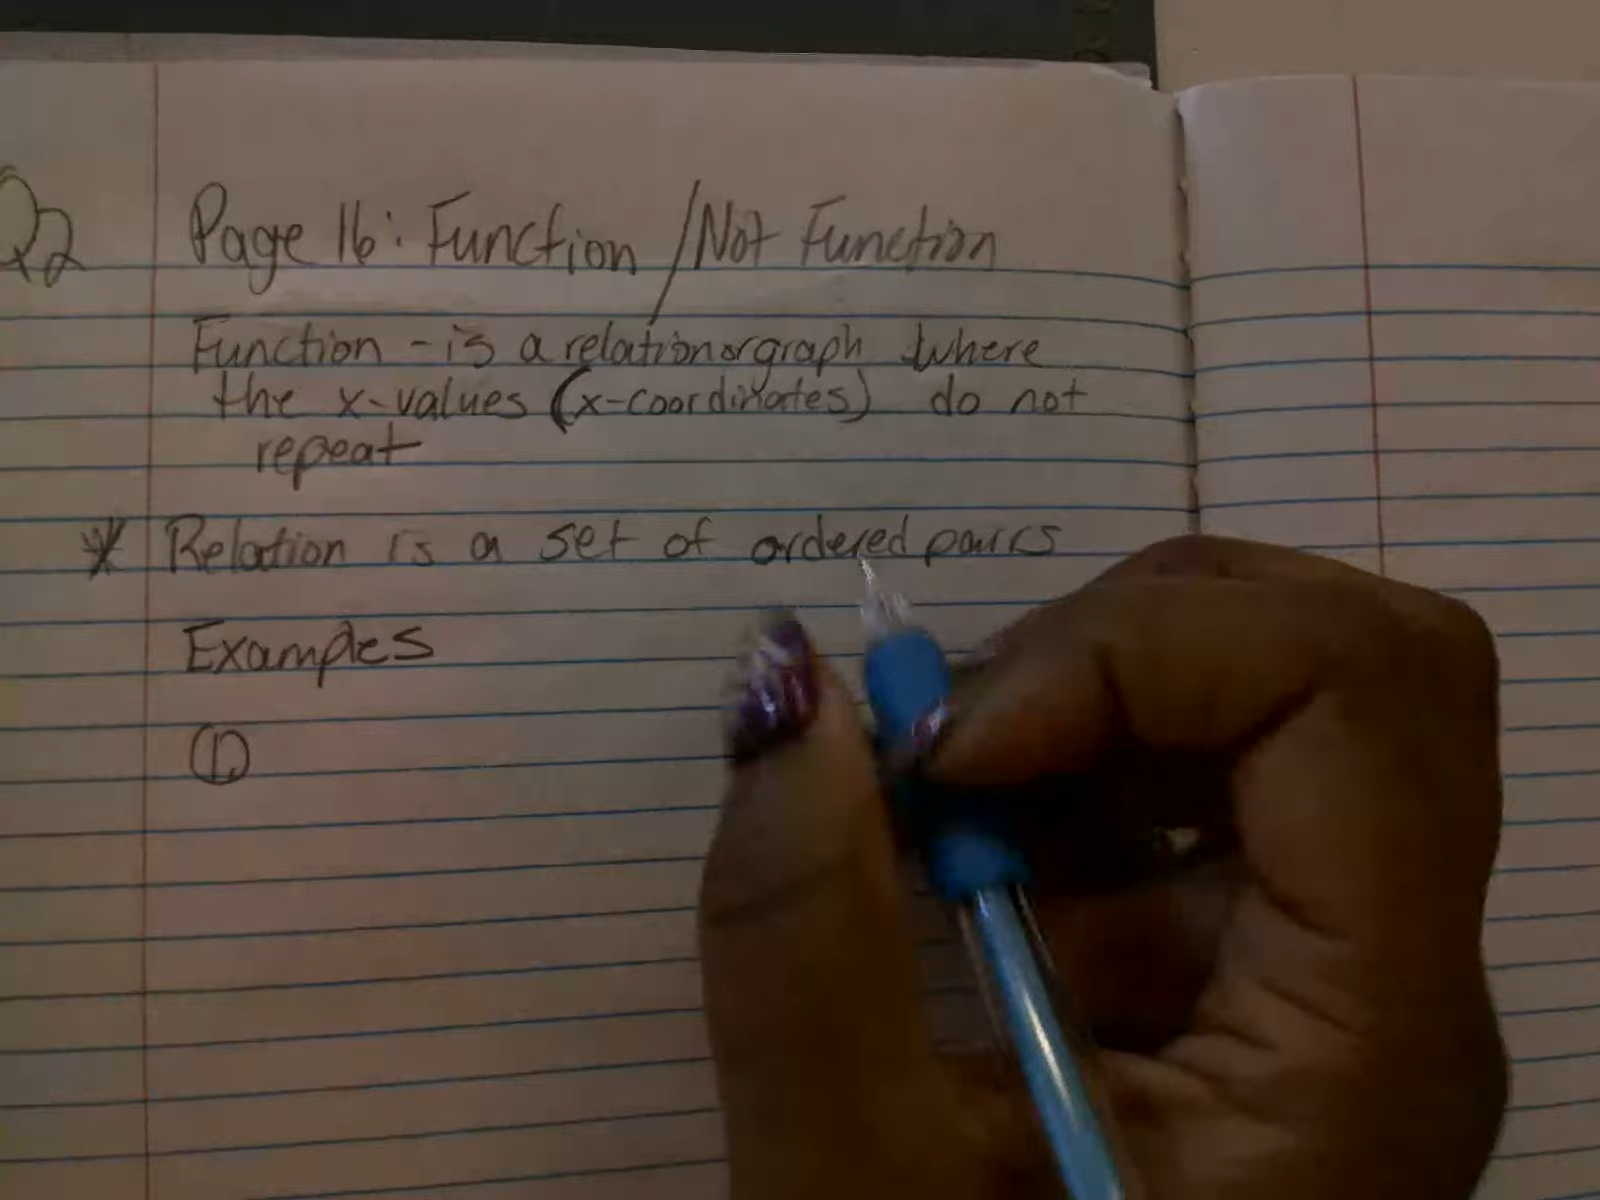 Q2 Page 16: Function / Not Function
Function - is a relation or graph where
the x-values (x-coordinates) do not
repeat
* Relation is a set of ordered pairs
Examples
①